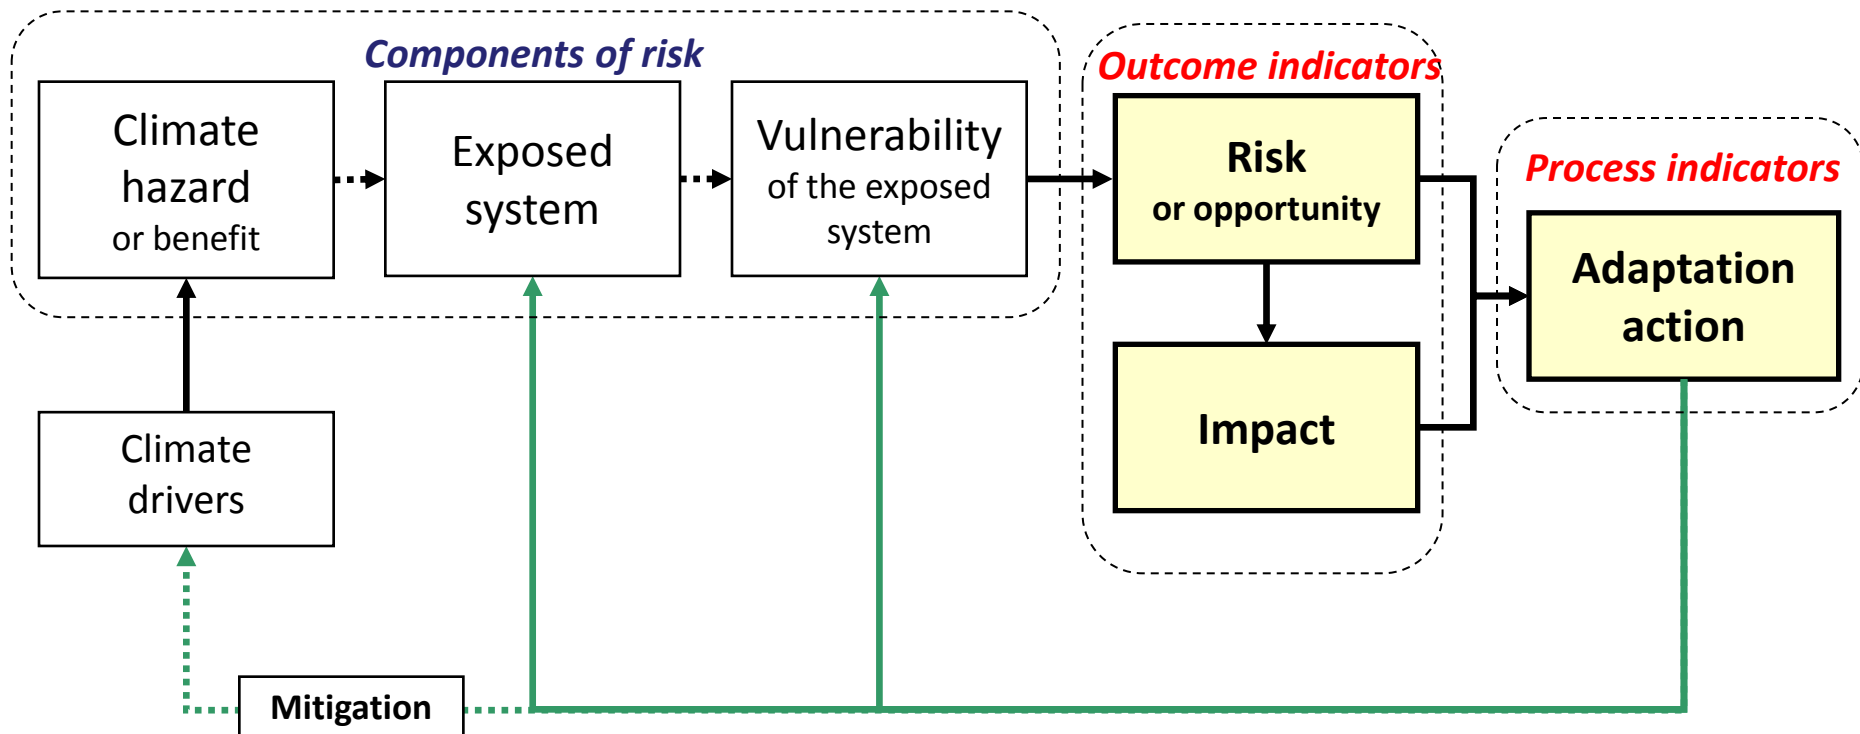 Components of risk
Climate
hazard
or benefit
Exposed
system
Vulnerability
of the exposed
system
Outcome indicators
Risk
or opportunity
Impact
Process indicators
Adaptation
action
Climate
drivers
Mitigation